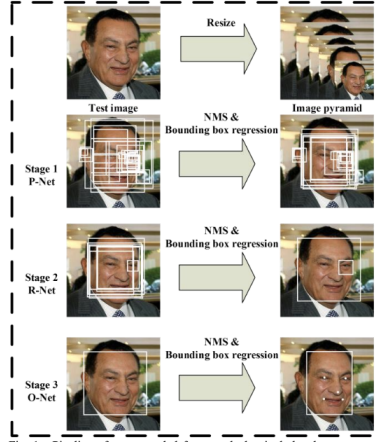 Resize
Test image
Image pyramid
NMS &
Bounding box regression
Stage 1
P-Net
NMS &
Bounding box regression
Stage 2
R-Net
NMS &
Bounding box regression
Stage 3
O-Net